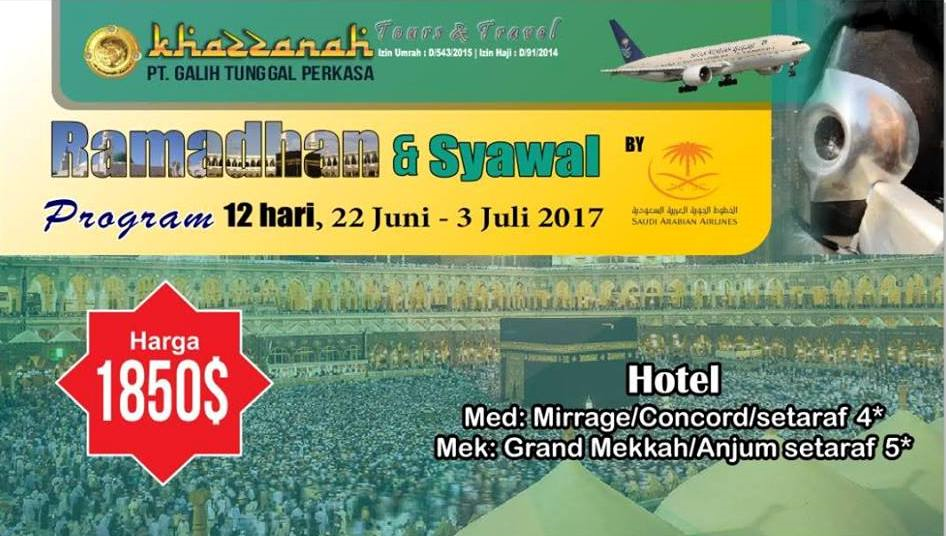 khazzanah Tours & Travel
Izin Umrah : D/543/2015 | Izin Haji : D/91/2014
PT. GALIH TUNGGAL PERKASA
Ramadhan & Syawal BY
Program 12 hari, 22 Juni - 3 Juli 2017
الخطوط الجوية العربية السعودية
SAUDI ARABIAN AIRLINES
Harga
1850$
Hotel
Med: Mirrage/Concord/setaraf 4*
Mek: Grand Mekkah/Anjum setaraf 5*